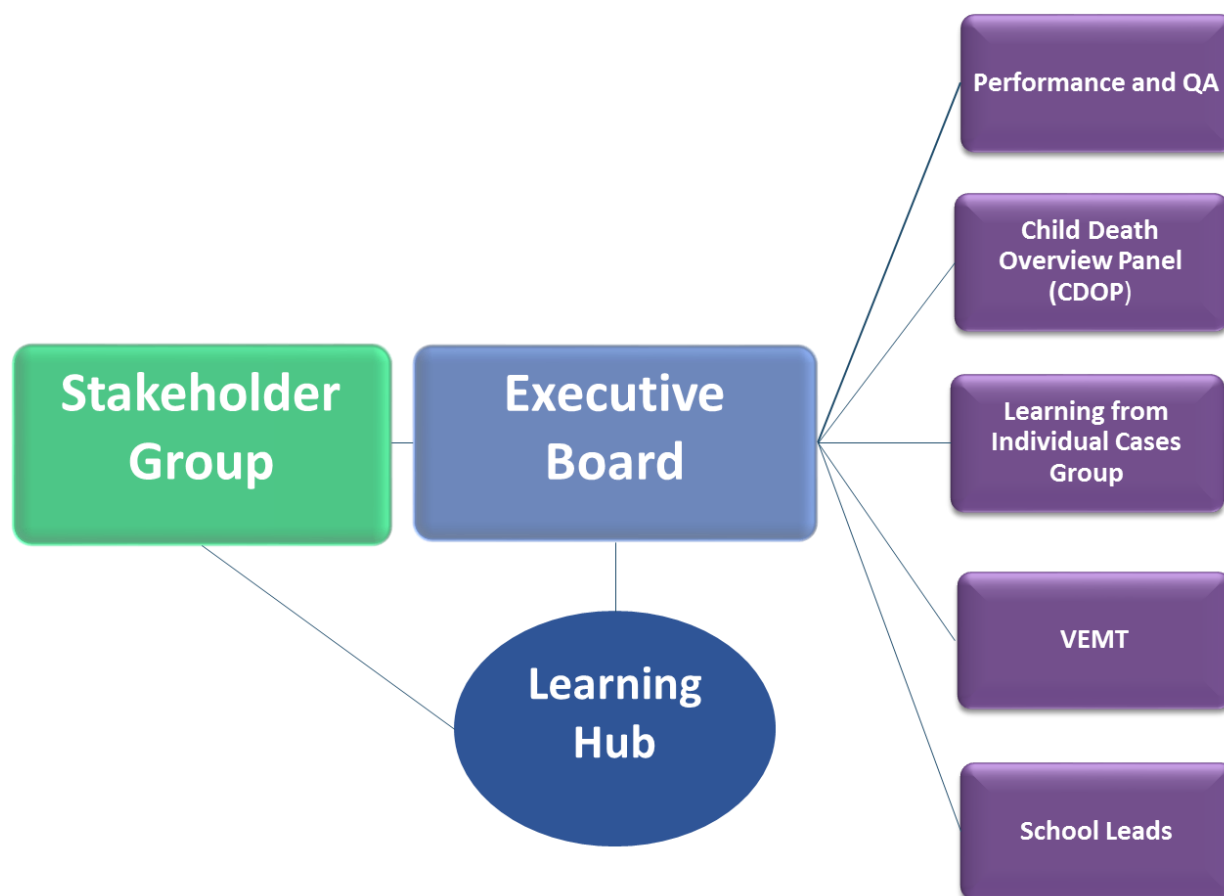 Performance and QA
Child Death
Overview Panel
(CDOP)
Stakeholder
Group
Executive
Board
Learning from
Individual Cases
Group
Learning
Hub
VEMT
School Leads